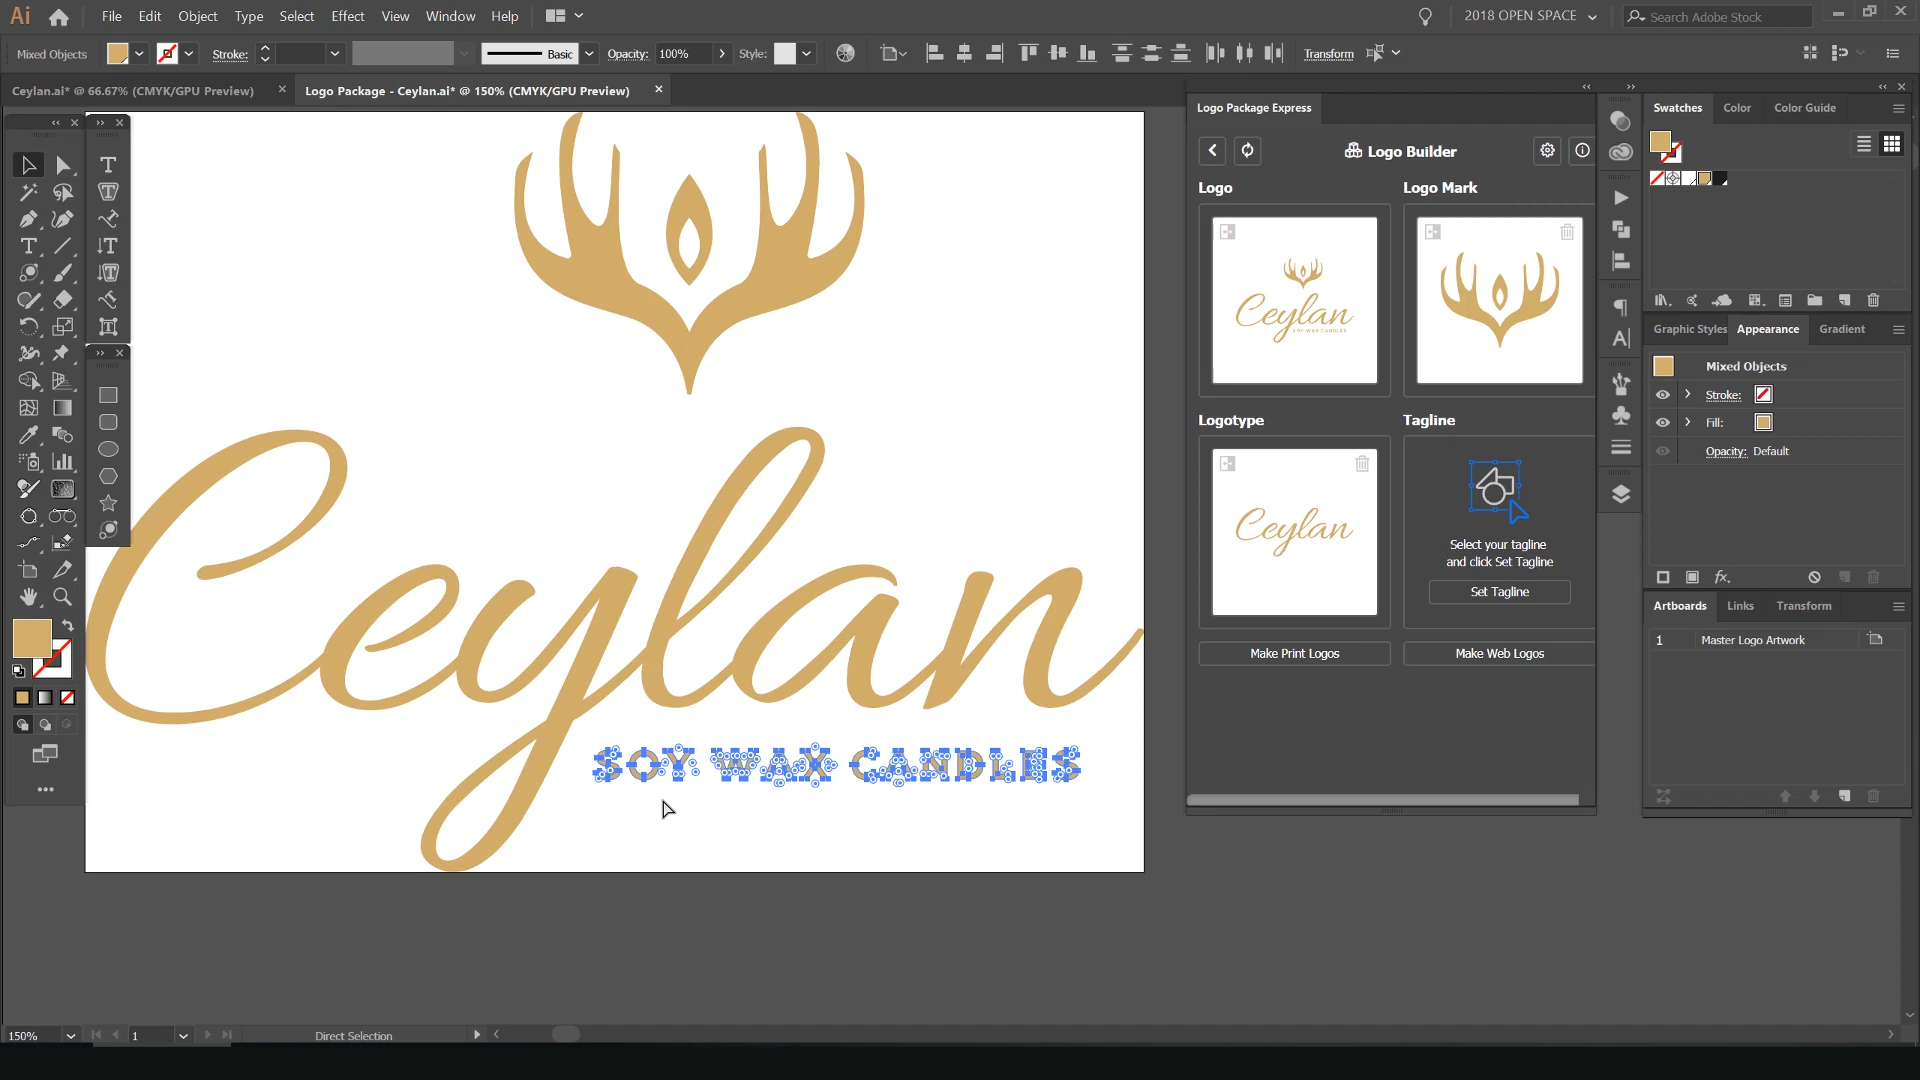 Ai File Edit Object Type Select Effect View Window Help 2018 OPEN SPACE Search Adobe Stock
Mixed Objects Stroke: Basic Opacity: 100% Style: Transform
Ceylan.ai* @ 66.67% (CMYK/GPU Preview) Logo Package - Ceylan.ai* @ 150% (CMYK/GPU Preview)
Logo Package Express
Logo Builder
Logo Logo Mark
Ceylan
SOY WAX CANDLES
Logotype Tagline
Ceylan
Select your tagline
and click Set Tagline
Set Tagline
Make Print Logos Make Web Logos
Ceylan
SOY WAX CANDLES
Swatches Color Color Guide
Graphic Styles Appearance Gradient
Mixed Objects
Stroke:
Fill:
Opacity: Default
Artboards Links Transform
1 Master Logo Artwork
150% 1 Direct Selection